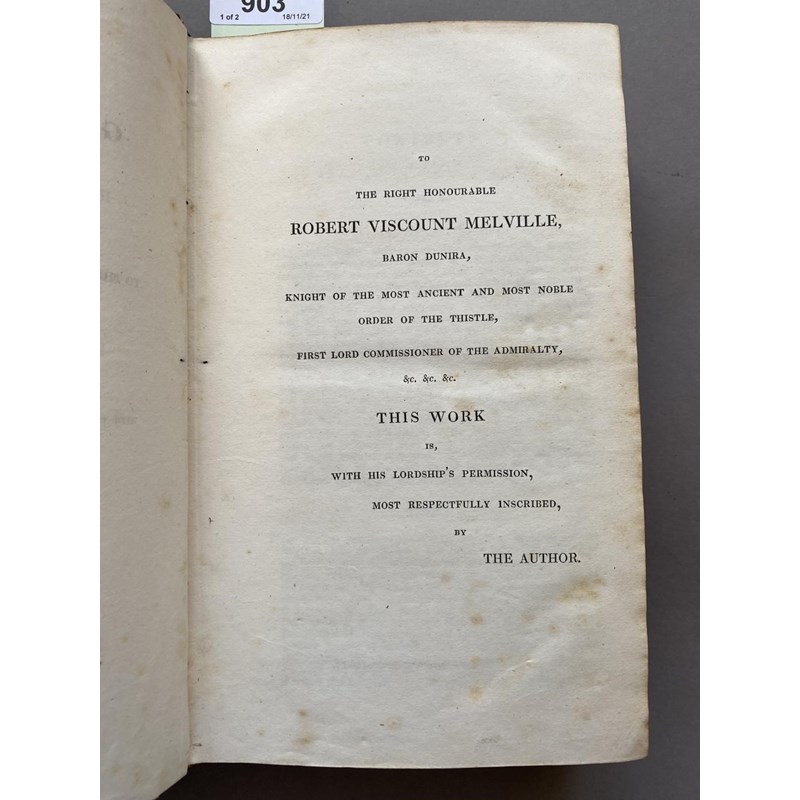 903
1 of 2 18/11/21
TO
THE RIGHT HONOURABLE
ROBERT VISCOUNT MELVILLE,
BARON DUNIRA,
KNIGHT OF THE MOST ANCIENT AND MOST NOBLE
ORDER OF THE THISTLE,
FIRST LORD COMMISSIONER OF THE ADMIRALTY,
&c. &c. &c.
THIS WORK
IS,
WITH HIS LORDSHIP'S PERMISSION,
MOST RESPECTFULLY INSCRIBED,
BY
THE AUTHOR.